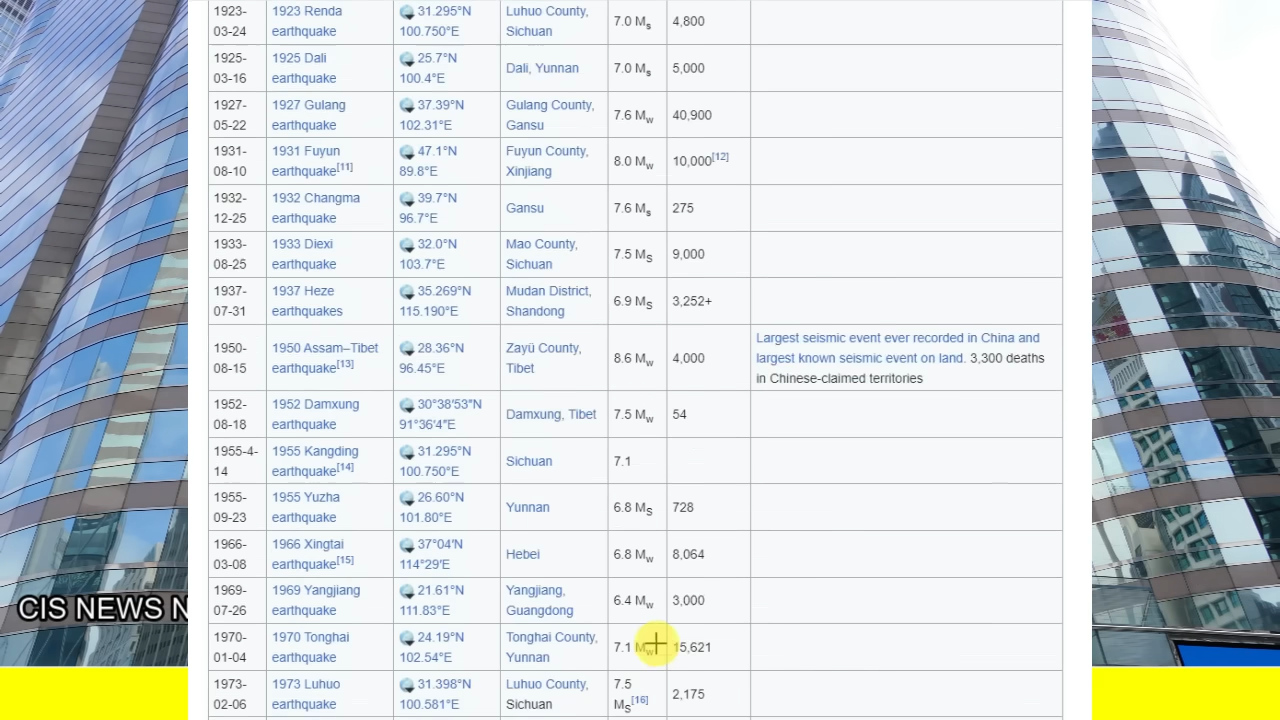 1923-
03-24
1923 Renda
earthquake
31.295°N
100.750°E
Luhuo County,
Sichuan
7.0 Ms
4,800
1925-
03-16
1925 Dali
earthquake
25.7°N
100.4°E
Dali, Yunnan
7.0 Ms
5,000
1927-
05-22
1927 Gulang
earthquake
37.39°N
102.31°E
Gulang County,
Gansu
7.6 Mw
40,900
1931-
08-10
1931 Fuyun
earthquake[11]
47.1°N
89.8°E
Fuyun County,
Xinjiang
8.0 Mw
10,000[12]
1932-
12-25
1932 Changma
earthquake
39.7°N
96.7°E
Gansu
7.6 Ms
275
1933-
08-25
1933 Diexi
earthquake
32.0°N
103.7°E
Mao County,
Sichuan
7.5 MS
9,000
1937-
07-31
1937 Heze
earthquakes
35.269°N
115.190°E
Mudan District,
Shandong
6.9 MS
3,252+
1950-
08-15
1950 Assam–Tibet
earthquake[13]
28.36°N
96.45°E
Zayü County,
Tibet
8.6 Mw
4,000
Largest seismic event ever recorded in China and
largest known seismic event on land. 3,300 deaths
in Chinese-claimed territories
1952-
08-18
1952 Damxung
earthquake
30°38′53″N
91°36′4″E
Damxung, Tibet
7.5 Mw
54
1955-4-
14
1955 Kangding
earthquake[14]
31.295°N
100.750°E
Sichuan
7.1
1955-
09-23
1955 Yuzha
earthquake
26.60°N
101.80°E
Yunnan
6.8 MS
728
1966-
03-08
1966 Xingtai
earthquake[15]
37°04′N
114°29′E
Hebei
6.8 Mw
8,064
1969-
07-26
1969 Yangjiang
earthquake
21.61°N
111.83°E
Yangjiang,
Guangdong
6.4 Mw
3,000
1970-
01-04
1970 Tonghai
earthquake
24.19°N
102.54°E
Tonghai County,
Yunnan
7.1 Mw
15,621
1973-
02-06
1973 Luhuo
earthquake
31.398°N
100.581°E
Luhuo County,
Sichuan
7.5
MS[16]
2,175
CIS NEWS N